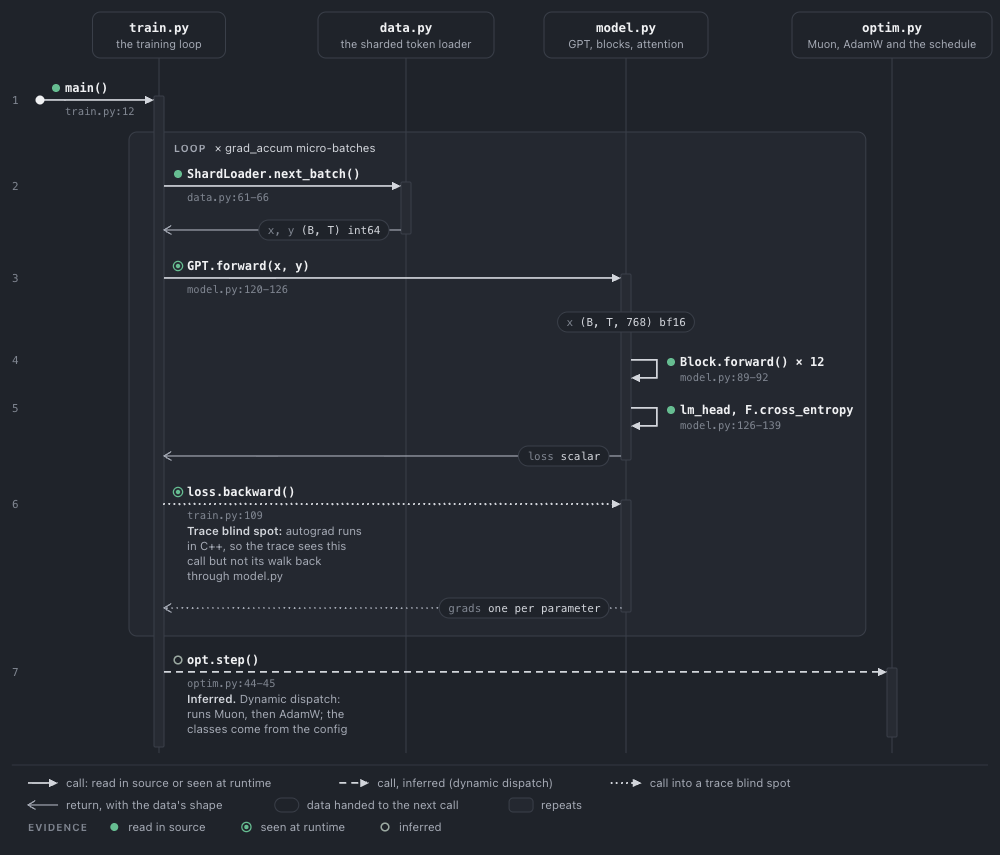 train.py
the training loop
data.py
the sharded token loader
model.py
GPT, blocks, attention
optim.py
Muon, AdamW and the schedule
1
main()
train.py:12
LOOP × grad_accum micro-batches
2
ShardLoader.next_batch()
data.py:61–66
x, y (B, T) int64
3
GPT.forward(x, y)
model.py:120–126
x (B, T, 768) bf16
4
Block.forward() × 12
model.py:89–92
5
lm_head, F.cross_entropy
model.py:126–139
loss scalar
6
loss.backward()
train.py:109
Trace blind spot: autograd runs
in C++, so the trace sees this
call but not its walk back
through model.py
grads one per parameter
7
opt.step()
optim.py:44–45
Inferred. Dynamic dispatch:
runs Muon, then AdamW; the
classes come from the config
call: read in source or seen at runtime
call, inferred (dynamic dispatch)
call into a trace blind spot
return, with the data's shape
data handed to the next call
repeats
EVIDENCE
read in source
seen at runtime
inferred